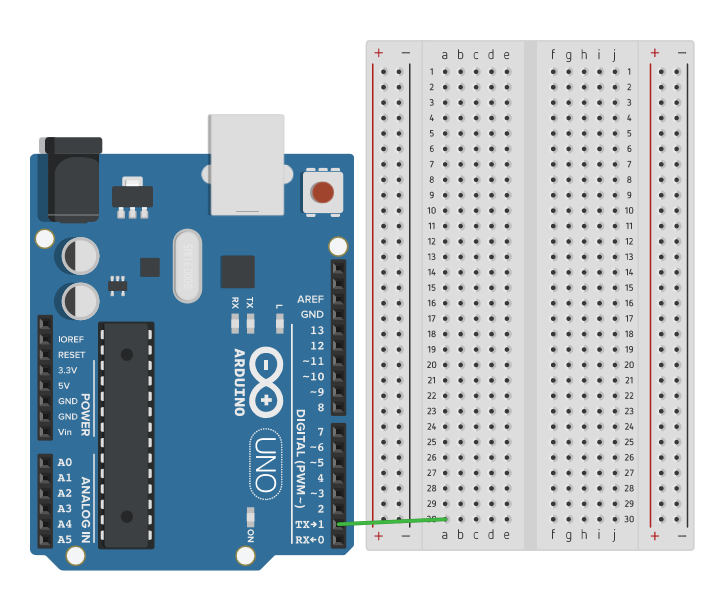 + − a b c d e f g h i j + −
1 1
2 2
3 3
4 4
5 5
6 6
7 7
8 8
9 9
10 10
11 11
12 12
13 13
14 14
15 15
16 16
17 17
18 18
19 19
20 20
21 21
22 22
23 23
24 24
25 25
26 26
27 27
28 28
29 29
30 30
+ − a b c d e f g h i j + −
RX
TX
L
AREF
GND
13
12
~11
~10
~9
8
7
~6
~5
4
~3
2
TX→1
RX←0
DIGITAL (PWM~)
ARDUINO
UNO
ON
IOREF
RESET
3.3V
5V
GND
GND
Vin
POWER
A0
A1
A2
A3
A4
A5
ANALOG IN